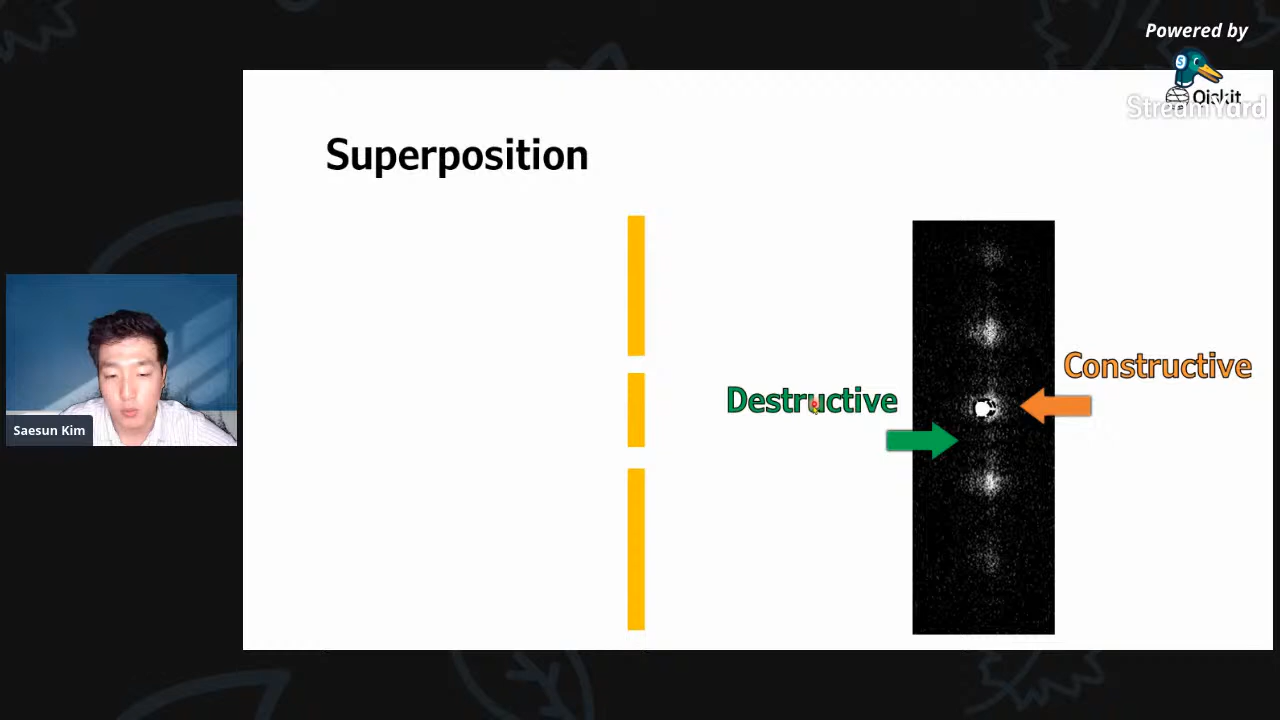 Powered by
Qiskit
StreamYard
Superposition
Constructive
Destructive
Saesun Kim